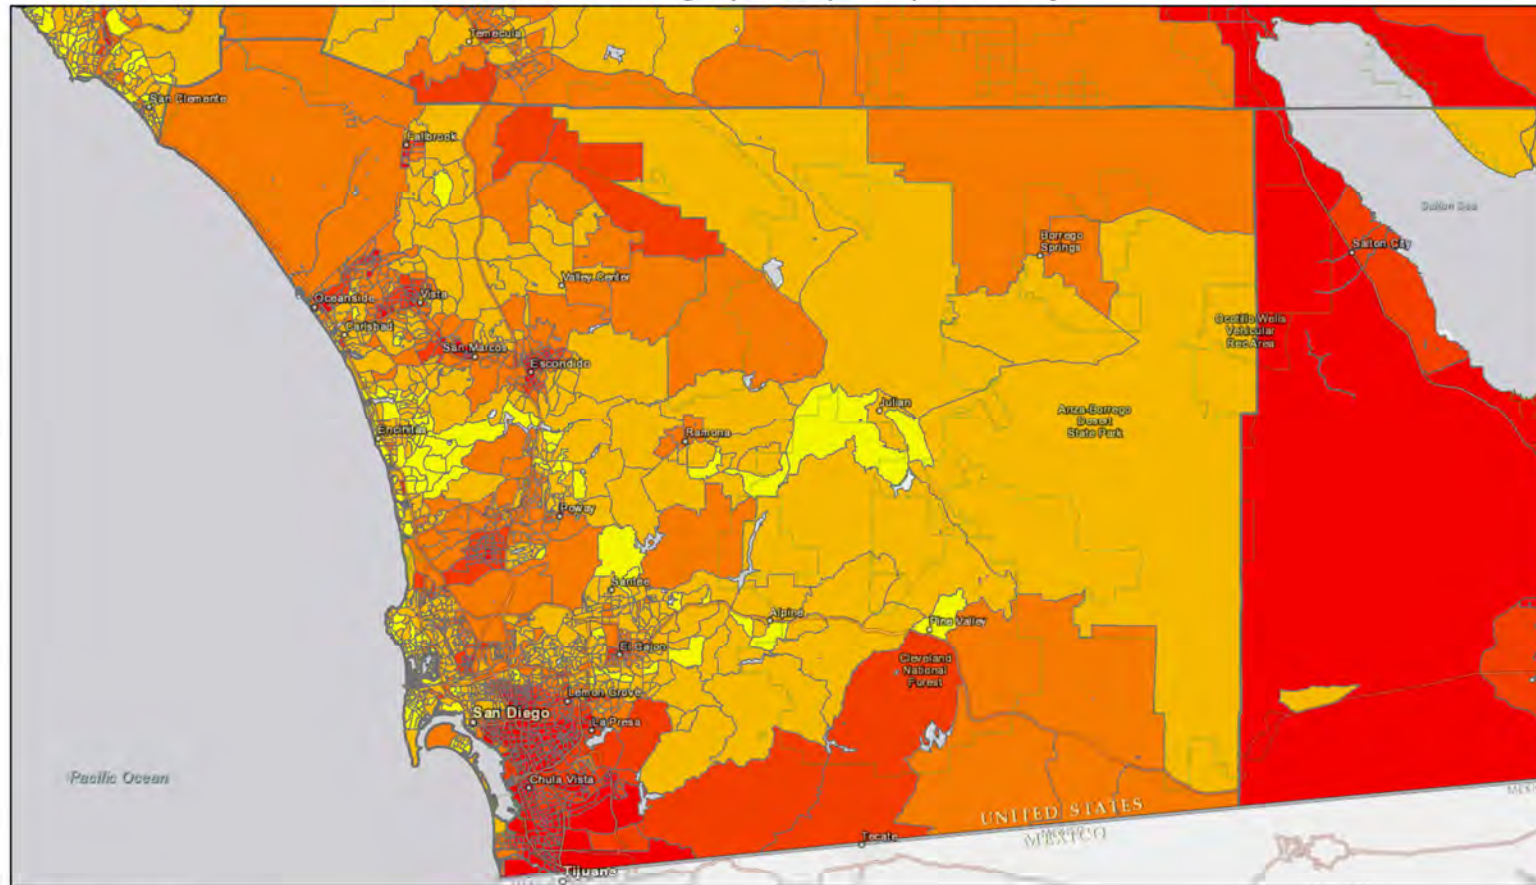 Temecula
San Clemente
Fallbrook
Salton Sea
Borrego
Springs
Salton City
Valley Center
Oceanside
Vista
Carlsbad
Ocotillo Wells
Vehicular
Rec Area
San Marcos
Escondido
Julian
Anza-Borrego
Desert
State Park
Encinitas
Ramona
Poway
Santee
Alpine
Pine Valley
El Cajon
Cleveland
National
Forest
Lemon Grove
San Diego
La Presa
Pacific Ocean
Chula Vista
UNITED STATES
MEXICO
Tecate
Tijuana